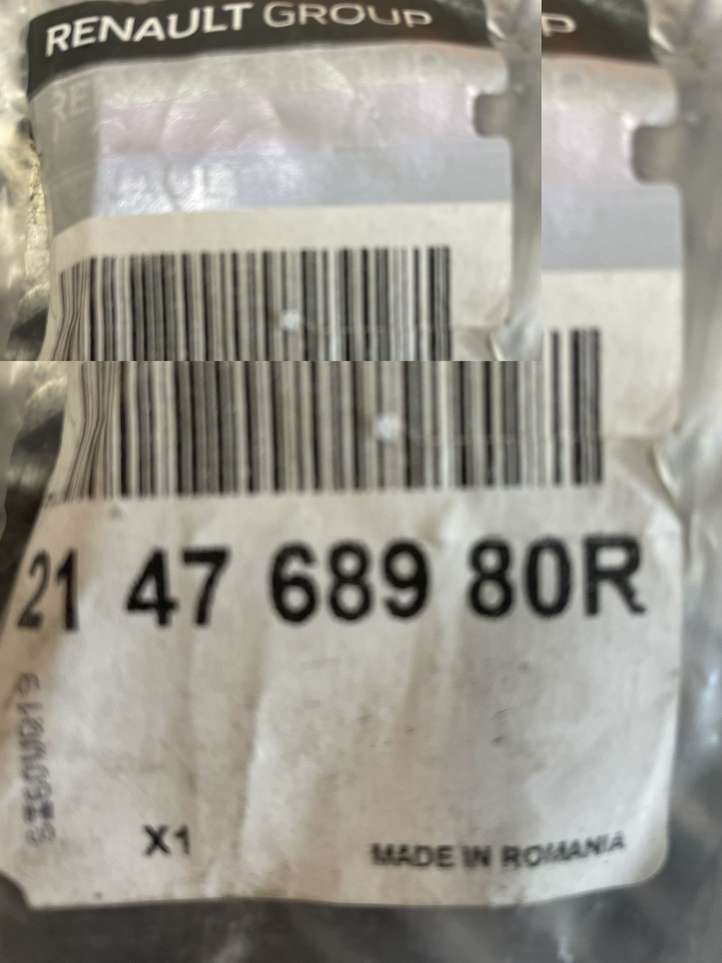 RENAULT GROUP
P
21 47 689 80R
X1
MADE IN ROMANIA